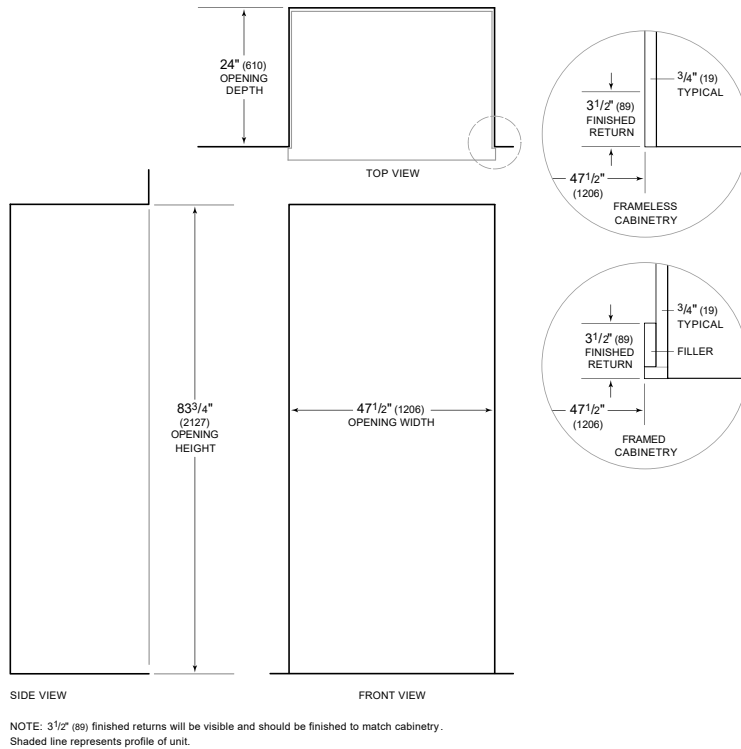 24" (610)
OPENING
DEPTH
TOP VIEW
3/4" (19)
TYPICAL
31/2" (89)
FINISHED
RETURN
471/2"
(1206)
FRAMELESS
CABINETRY
3/4" (19)
TYPICAL
31/2" (89)
FINISHED
RETURN
FILLER
471/2"
(1206)
FRAMED
CABINETRY
833/4"
(2127)
OPENING
HEIGHT
471/2" (1206)
OPENING WIDTH
SIDE VIEW
FRONT VIEW
NOTE: 31/2" (89) finished returns will be visible and should be finished to match cabinetry.
Shaded line represents profile of unit.